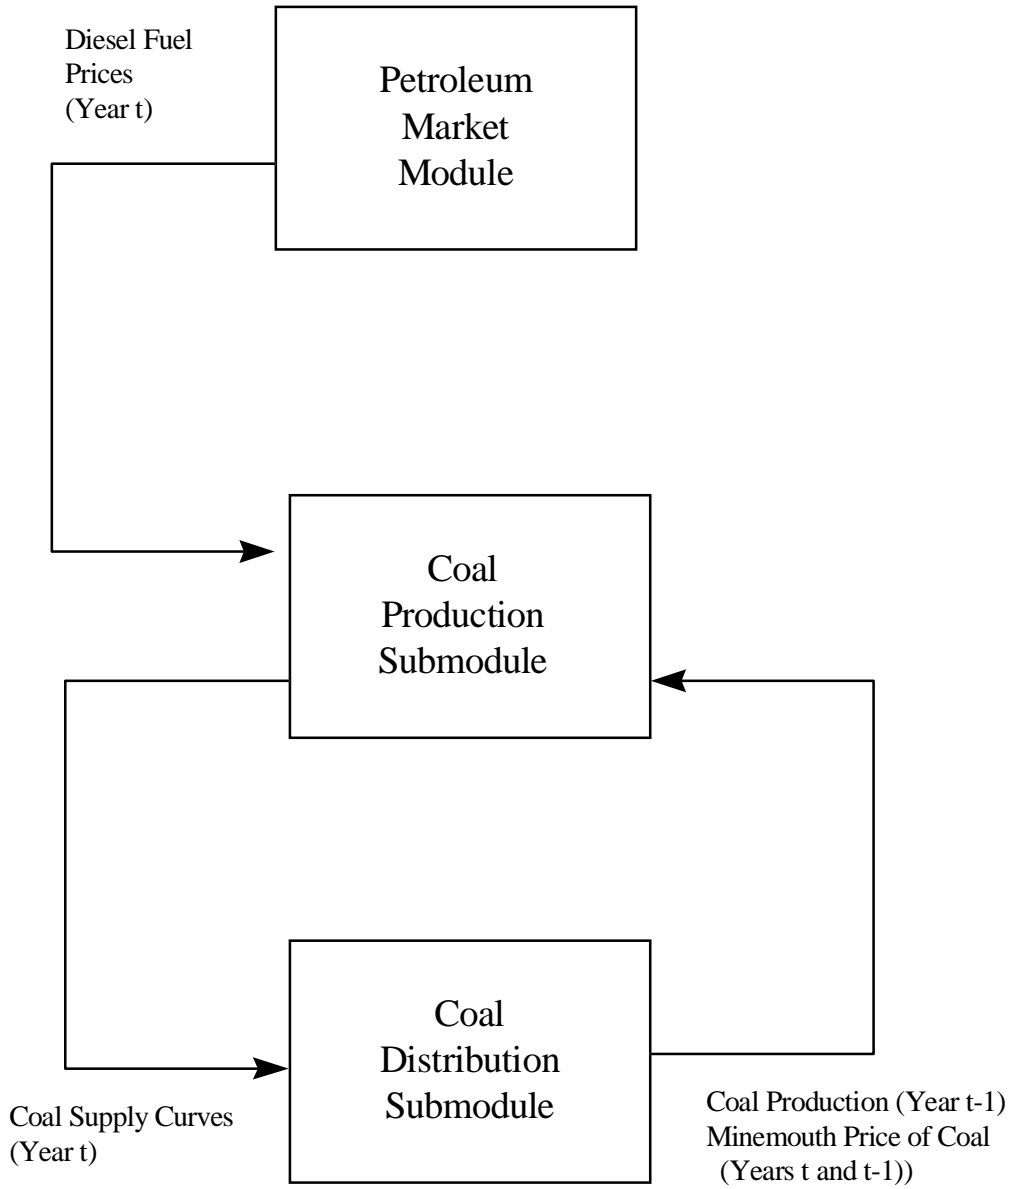 Diesel Fuel
Prices
(Year t)
Petroleum
Market
Module
Coal
Production
Submodule
Coal
Distribution
Submodule
Coal Supply Curves
(Year t)
Coal Production (Year t-1)
Minemouth Price of Coal
(Years t and t-1))